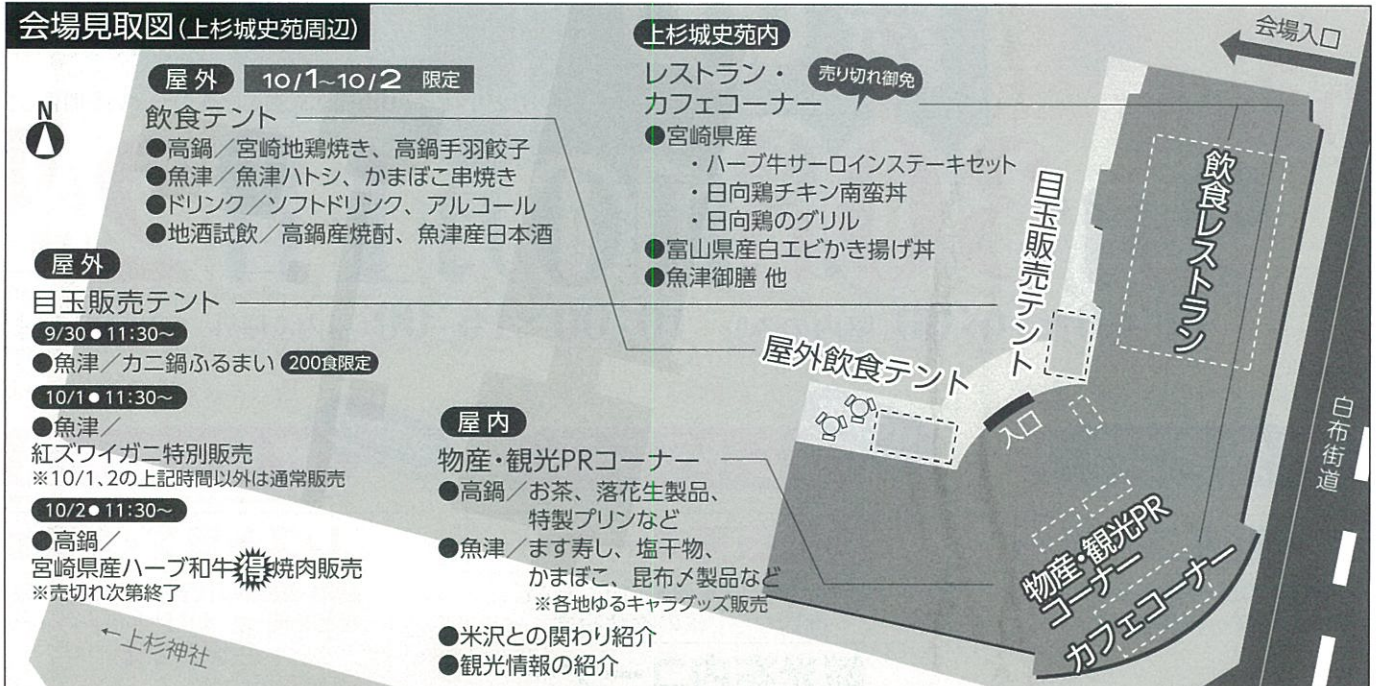 会場見取図(上杉城史苑周辺)
N
屋外 10/1~10/2 限定
飲食テント
●高鍋/宮崎地鶏焼き、高鍋手羽餃子
●魚津/魚津ハトシ、かまぼこ串焼き
●ドリンク/ソフトドリンク、アルコール
●地酒試飲/高鍋産焼酎、魚津産日本酒
屋外
目玉販売テント
9/30●11:30~
●魚津/カニ鍋ふるまい 200食限定
10/1●11:30~
●魚津/
紅ズワイガニ特別販売
※10/1、2の上記時間以外は通常販売
10/2●11:30~
●高鍋/
宮崎県産ハーブ和牛得焼肉販売
※売切れ次第終了
←上杉神社
上杉城史苑内
レストラン・
カフェコーナー
売り切れ御免
●宮崎県産
・ハーブ牛サーロインステーキセット
・日向鶏チキン南蛮丼
・日向鶏のグリル
●富山県産白エビかき揚げ丼
●魚津御膳 他
屋内
物産・観光PRコーナー
●高鍋/お茶、落花生製品、
特製プリンなど
●魚津/ます寿し、塩干物、
かまぼこ、昆布〆製品など
※各地ゆるキャラグッズ販売
●米沢との関わり紹介
●観光情報の紹介
会場入口
飲食レストラン
目玉販売テント
屋外飲食テント
入口
白布街道
物産・観光PR
コーナー
カフェコーナー